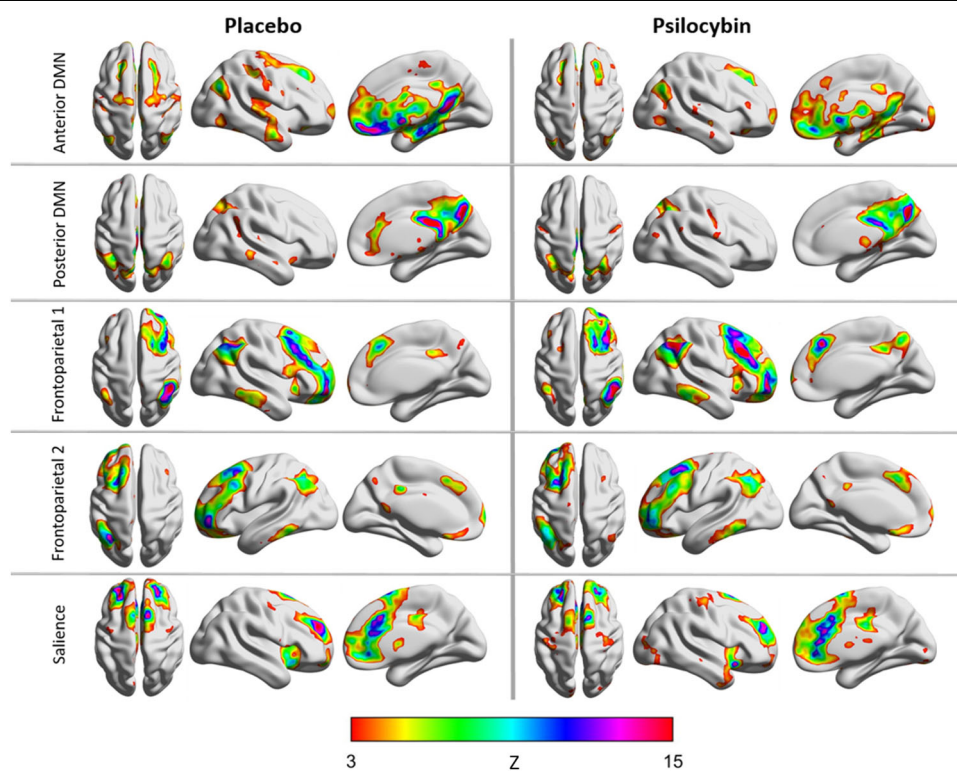 Placebo
Psilocybin
Anterior DMN
Posterior DMN
Frontoparietal 1
Frontoparietal 2
Salience
3
Z
15